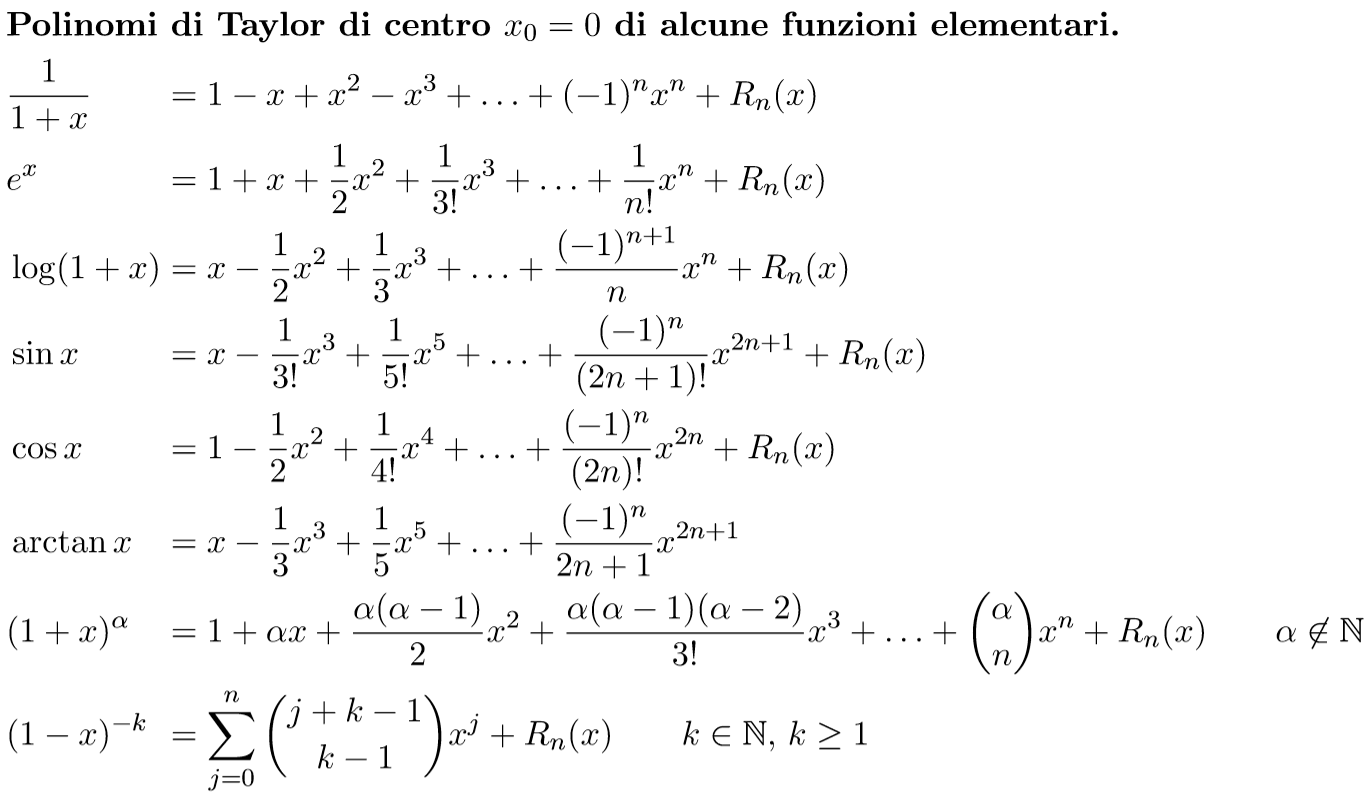 Polinomi di Taylor di centro $x_0 = 0$ di alcune funzioni elementari.
$\frac{1}{1+x} = 1 - x + x^2 - x^3 + \ldots + (-1)^n x^n + R_n(x)$
$e^x = 1 + x + \frac{1}{2}x^2 + \frac{1}{3!}x^3 + \ldots + \frac{1}{n!}x^n + R_n(x)$
$\log(1+x) = x - \frac{1}{2}x^2 + \frac{1}{3}x^3 + \ldots + \frac{(-1)^{n+1}}{n}x^n + R_n(x)$
$\sin x = x - \frac{1}{3!}x^3 + \frac{1}{5!}x^5 + \ldots + \frac{(-1)^n}{(2n+1)!}x^{2n+1} + R_n(x)$
$\cos x = 1 - \frac{1}{2}x^2 + \frac{1}{4!}x^4 + \ldots + \frac{(-1)^n}{(2n)!}x^{2n} + R_n(x)$
$\arctan x = x - \frac{1}{3}x^3 + \frac{1}{5}x^5 + \ldots + \frac{(-1)^n}{2n+1}x^{2n+1}$
$(1+x)^\alpha = 1 + \alpha x + \frac{\alpha(\alpha-1)}{2}x^2 + \frac{\alpha(\alpha-1)(\alpha-2)}{3!}x^3 + \ldots + \binom{\alpha}{n}x^n + R_n(x) \qquad \alpha \notin \mathbb{N}$
$(1-x)^{-k} = \sum_{j=0}^{n} \binom{j+k-1}{k-1}x^j + R_n(x) \qquad k \in \mathbb{N}, k \geq 1$